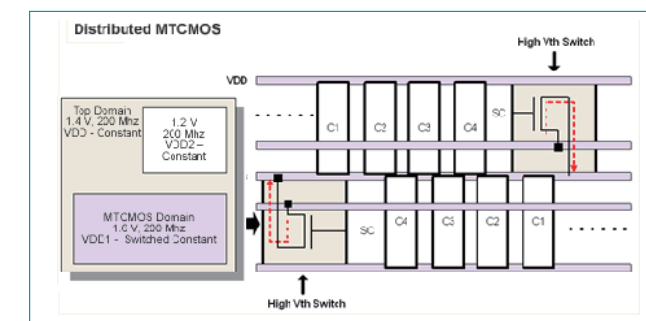 Distributed MTCMOS
High Vth Switch
VDD
Top Domain
1.4 V, 200 Mhz
VDD - Constant
1.2 V
200 Mhz
VDD2 –
Constant
C1 C2 C3 C4 SC
MTCMOS Domain
1.0 V, 200 Mhz
VDD1 - Switched Constant
SC C4 C3 C2 C1
High Vth Switch